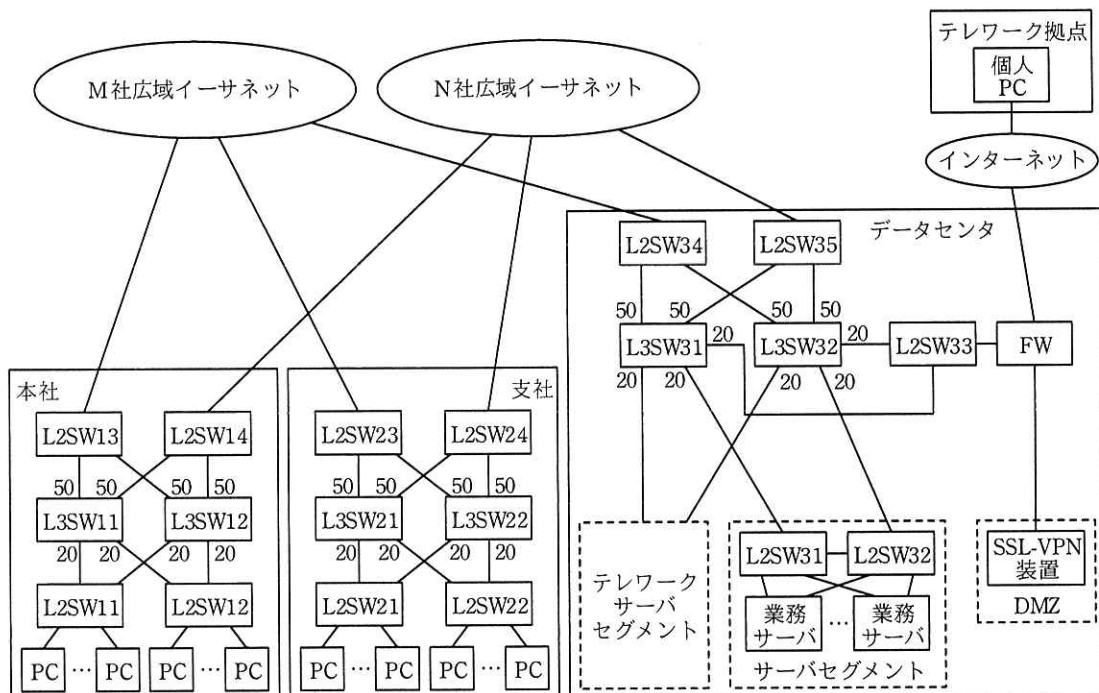 テレワーク拠点
個人
PC
M社広域イーサネット
N社広域イーサネット
インターネット
データセンタ
L2SW34
L2SW35
50
50
50
50
L3SW31
20
L3SW32
20
L2SW33
FW
20
20
20
20
本社
L2SW13
L2SW14
50
50
50
50
L3SW11
L3SW12
20
20
20
20
L2SW11
L2SW12
PC
…
PC
PC
…
PC
支社
L2SW23
L2SW24
50
50
50
50
L3SW21
L3SW22
20
20
20
20
L2SW21
L2SW22
PC
…
PC
PC
…
PC
テレワーク
サーバ
セグメント
L2SW31
L2SW32
業務
サーバ
…
業務
サーバ
サーバセグメント
SSL-VPN
装置
DMZ